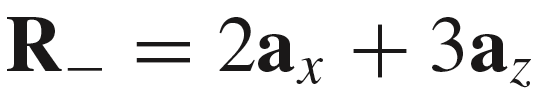 R₋ = 2aₓ + 3a_z